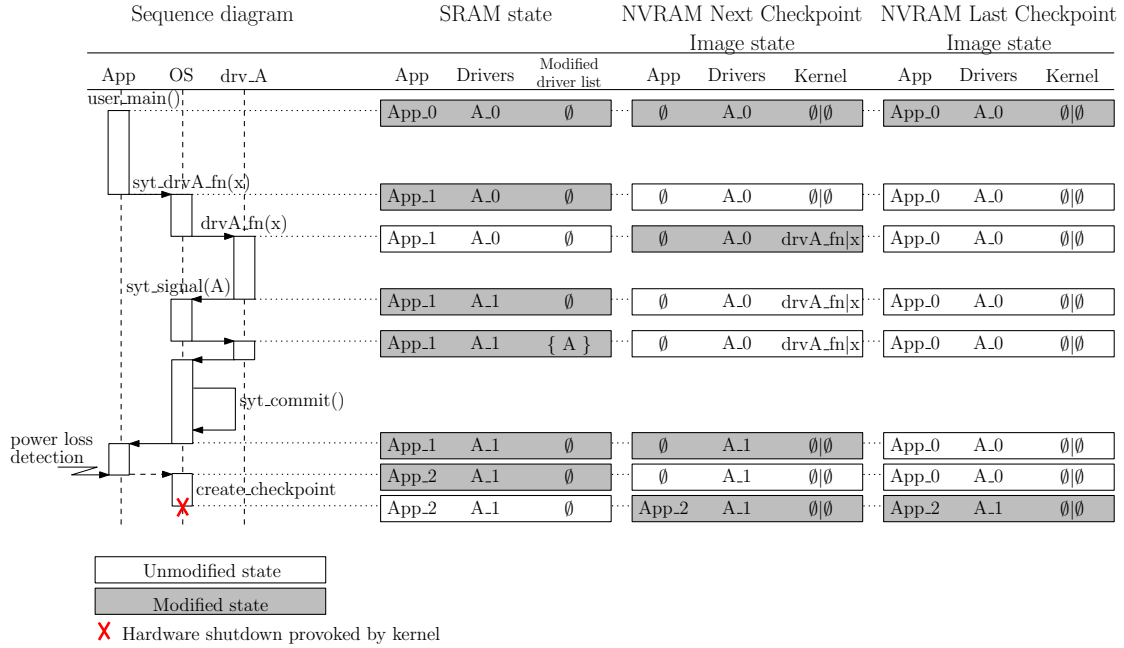 Sequence diagram SRAM state NVRAM Next Checkpoint NVRAM Last Checkpoint
Image state Image state
App OS drv_A App Drivers Modified driver list App Drivers Kernel App Drivers Kernel
user_main()
App_0 A_0 ∅ ∅ A_0 ∅|∅ App_0 A_0 ∅|∅
syt_drvA_fn(x)
App_1 A_0 ∅ ∅ A_0 ∅|∅ App_0 A_0 ∅|∅
drvA_fn(x)
App_1 A_0 ∅ ∅ A_0 drvA_fn|x App_0 A_0 ∅|∅
syt_signal(A)
App_1 A_1 ∅ ∅ A_0 drvA_fn|x App_0 A_0 ∅|∅
App_1 A_1 { A } ∅ A_0 drvA_fn|x App_0 A_0 ∅|∅
syt_commit()
power loss
detection
App_1 A_1 ∅ ∅ A_1 ∅|∅ App_0 A_0 ∅|∅
App_2 A_1 ∅ ∅ A_1 ∅|∅ App_0 A_0 ∅|∅
create_checkpoint
App_2 A_1 ∅ App_2 A_1 ∅|∅ App_2 A_1 ∅|∅
Unmodified state
Modified state
Hardware shutdown provoked by kernel